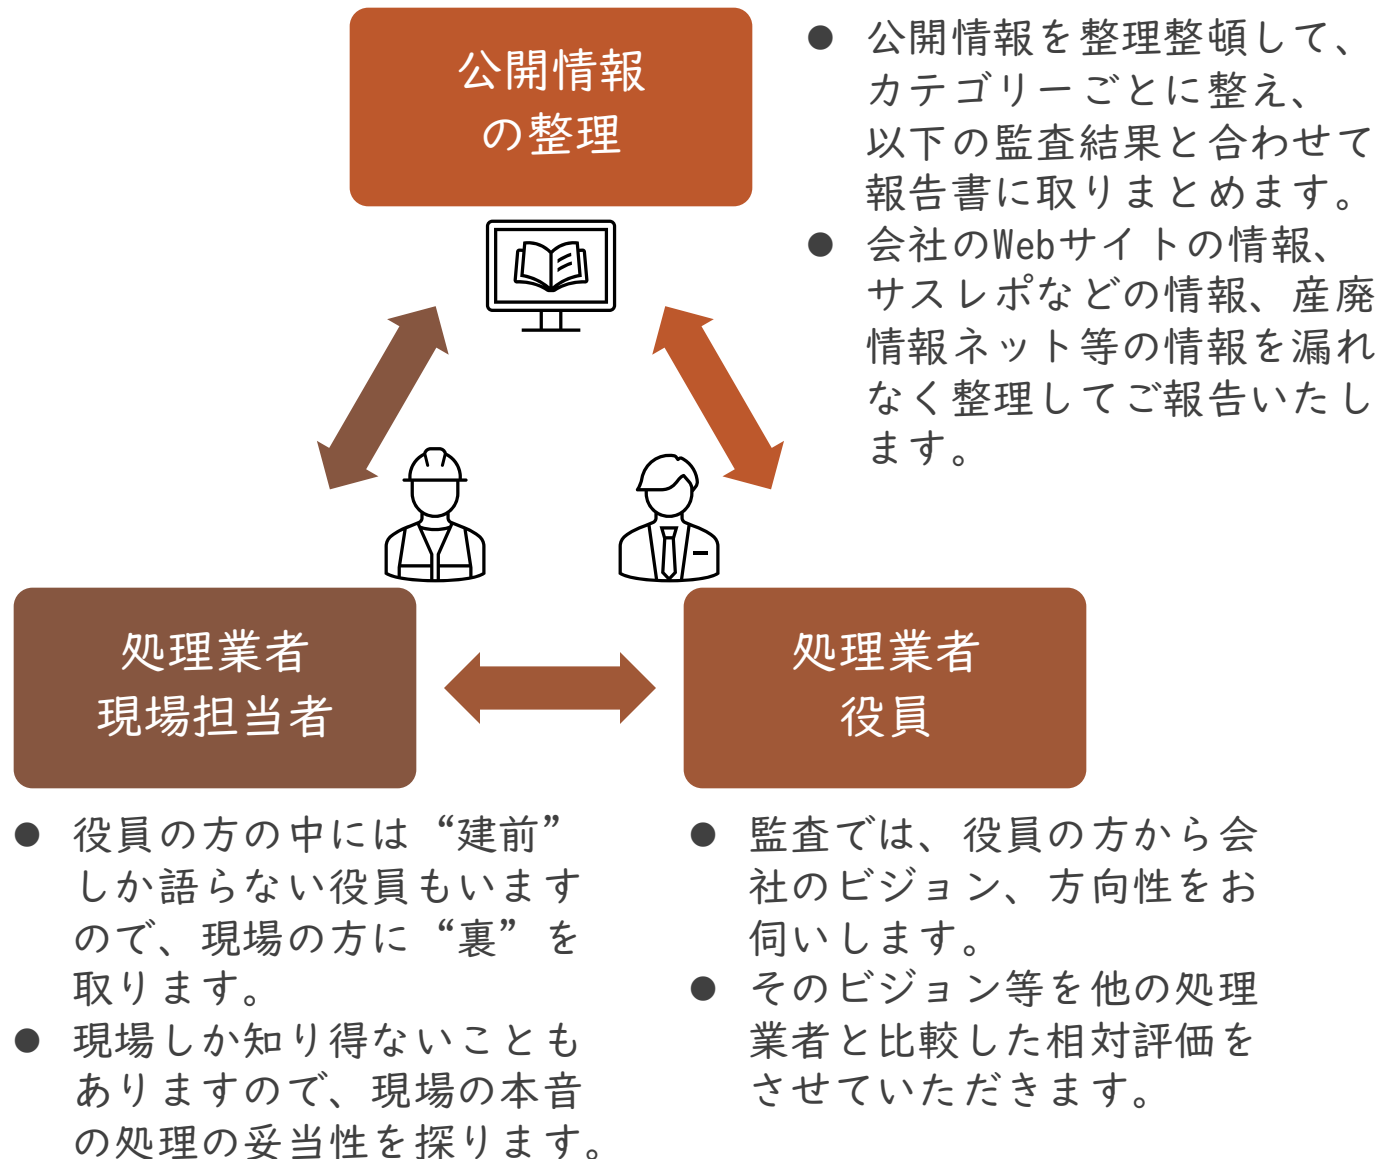 公開情報
の整理
● 公開情報を整理整頓して、
カテゴリーごとに整え、
以下の監査結果と合わせて
報告書に取りまとめます。
● 会社のWebサイトの情報、
サスレポなどの情報、産廃
情報ネット等の情報を漏れ
なく整理してご報告いたし
ます。
処理業者
現場担当者
● 役員の方の中には“建前”
しか語らない役員もいます
ので、現場の方に“裏”を
取ります。
● 現場しか知り得ないことも
ありますので、現場の本音
の処理の妥当性を探ります。
処理業者
役員
● 監査では、役員の方から会
社のビジョン、方向性をお
伺いします。
● そのビジョン等を他の処理
業者と比較した相対評価を
させていただきます。